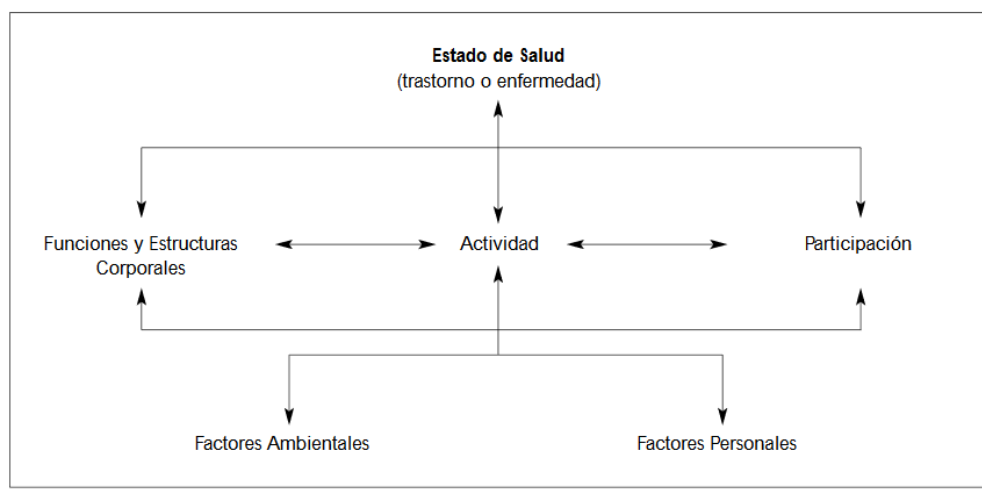 Estado de Salud
(trastorno o enfermedad)
Funciones y Estructuras
Corporales
Actividad
Participación
Factores Ambientales
Factores Personales